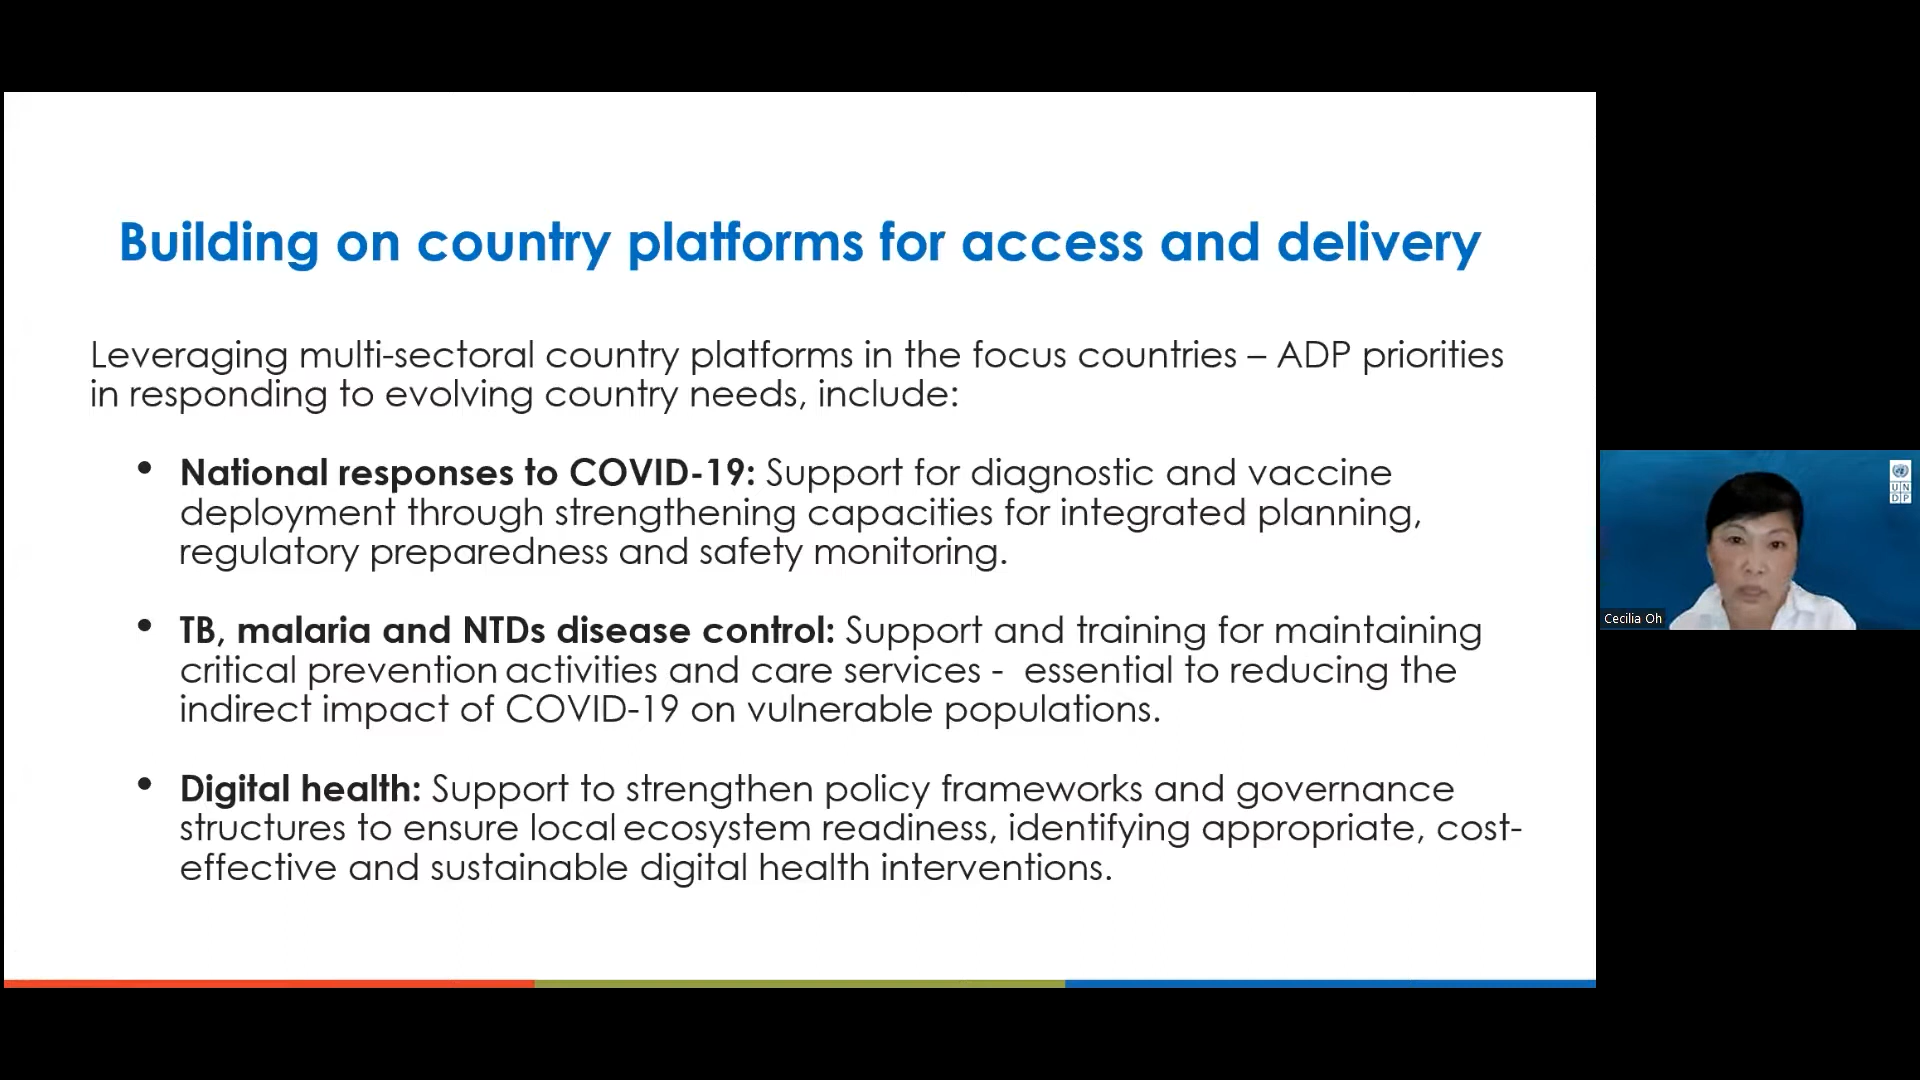 Building on country platforms for access and delivery
Leveraging multi-sectoral country platforms in the focus countries – ADP priorities
in responding to evolving country needs, include:
• National responses to COVID-19: Support for diagnostic and vaccine
deployment through strengthening capacities for integrated planning,
regulatory preparedness and safety monitoring.
• TB, malaria and NTDs disease control: Support and training for maintaining
critical prevention activities and care services -  essential to reducing the
indirect impact of COVID-19 on vulnerable populations.
• Digital health: Support to strengthen policy frameworks and governance
structures to ensure local ecosystem readiness, identifying appropriate, cost-
effective and sustainable digital health interventions.
U N
D P
Cecilia Oh